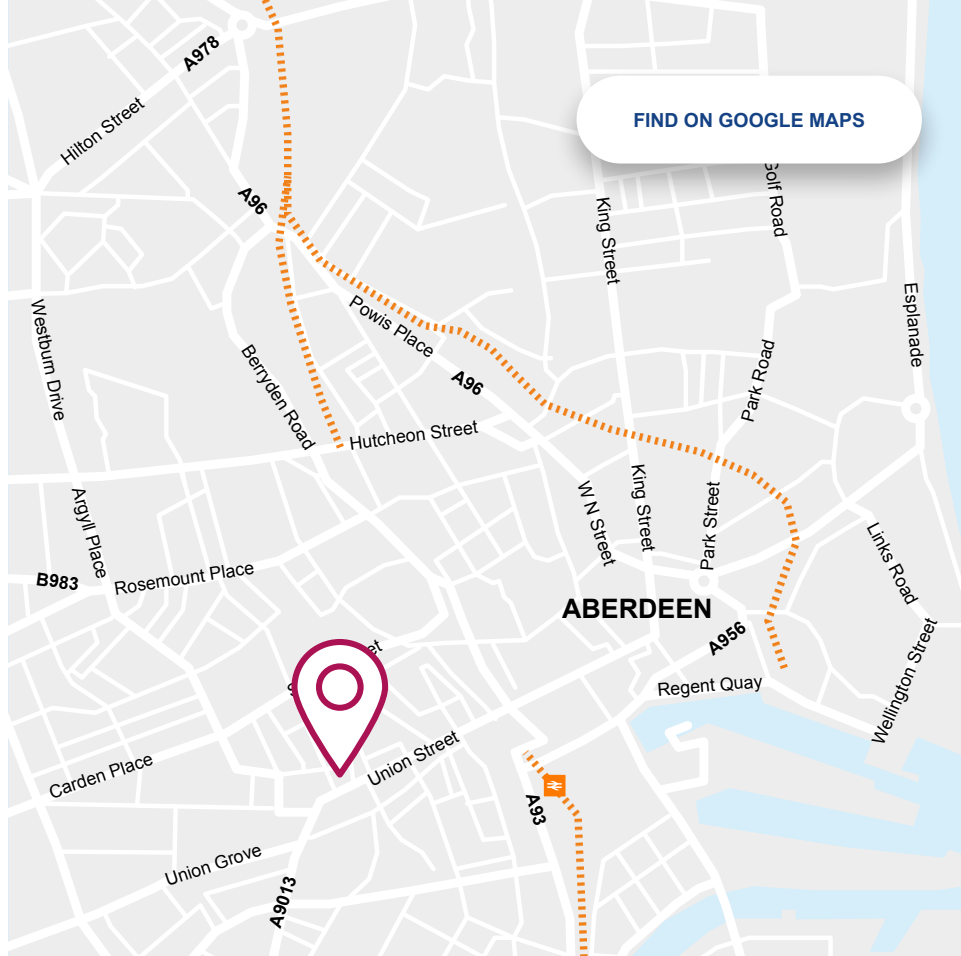 A978
Hilton Street
FIND ON GOOGLE MAPS
Golf Road
A96
King Street
Esplanade
Westburn Drive
Powis Place
Berryden Road
Park Road
A96
Hutcheon Street
King Street
W N Street
Park Street
Argyll Place
Links Road
B983
Rosemount Place
ABERDEEN
A956
Wellington Street
Regent Quay
Union Street
Carden Place
A93
Union Grove
A9013